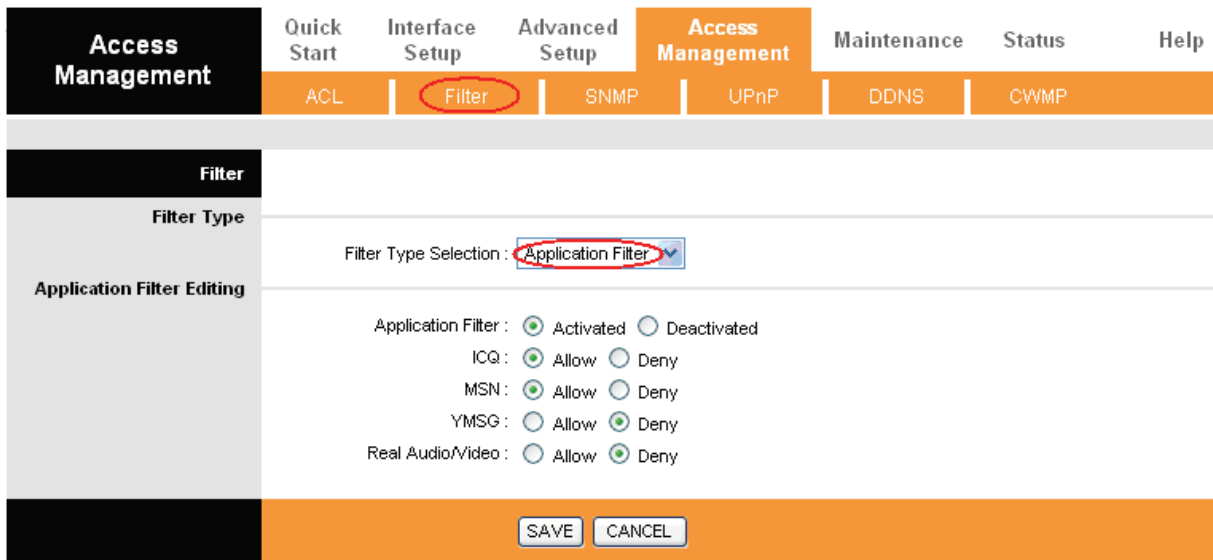 Access Management
Quick Start
Interface Setup
Advanced Setup
Access Management
Maintenance
Status
Help
ACL
Filter
SNMP
UPnP
DDNS
CWMP
Filter
Filter Type
Filter Type Selection : Application Filter
Application Filter Editing
Application Filter : Activated Deactivated
ICQ : Allow Deny
MSN : Allow Deny
YMSG : Allow Deny
Real Audio/Video : Allow Deny
SAVE CANCEL